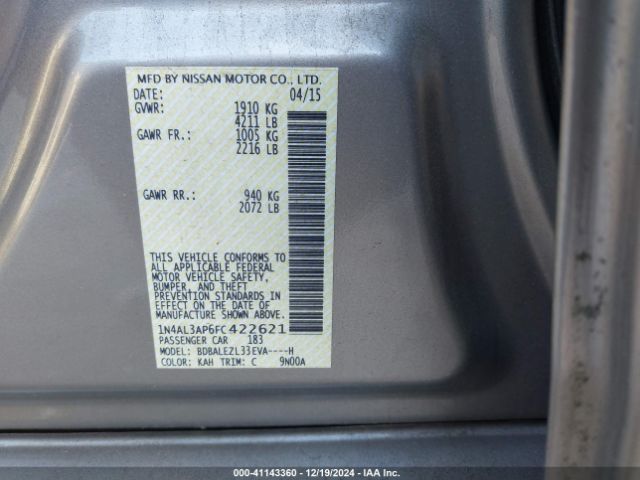 MFD BY NISSAN MOTOR CO., LTD.
DATE: 04/15
GVWR: 1910 KG
4211 LB
GAWR FR.: 1005 KG
2216 LB
GAWR RR.: 940 KG
2072 LB
THIS VEHICLE CONFORMS TO
ALL APPLICABLE FEDERAL
MOTOR VEHICLE SAFETY,
BUMPER, AND THEFT
PREVENTION STANDARDS IN
EFFECT ON THE DATE OF
MANUFACTURE SHOWN ABOVE.
1N4AL3AP6FC422621
PASSENGER CAR 183
MODEL: BDBALEZL33EVA----H
COLOR: KAH TRIM: C 9N00A
000-41143360 - 12/19/2024 - IAA Inc.